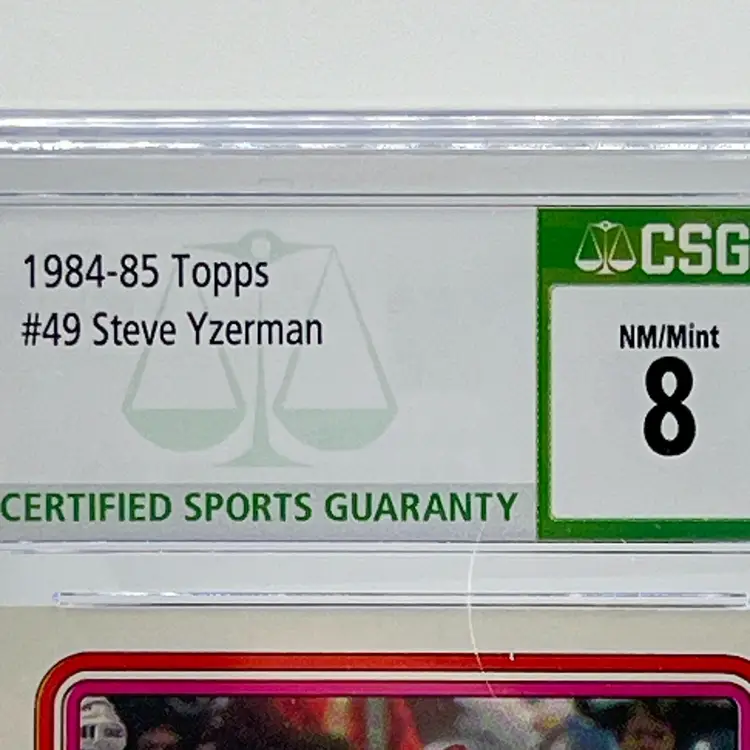 1984-85 Topps
#49 Steve Yzerman
CERTIFIED SPORTS GUARANTY
CSG
NM/Mint
8